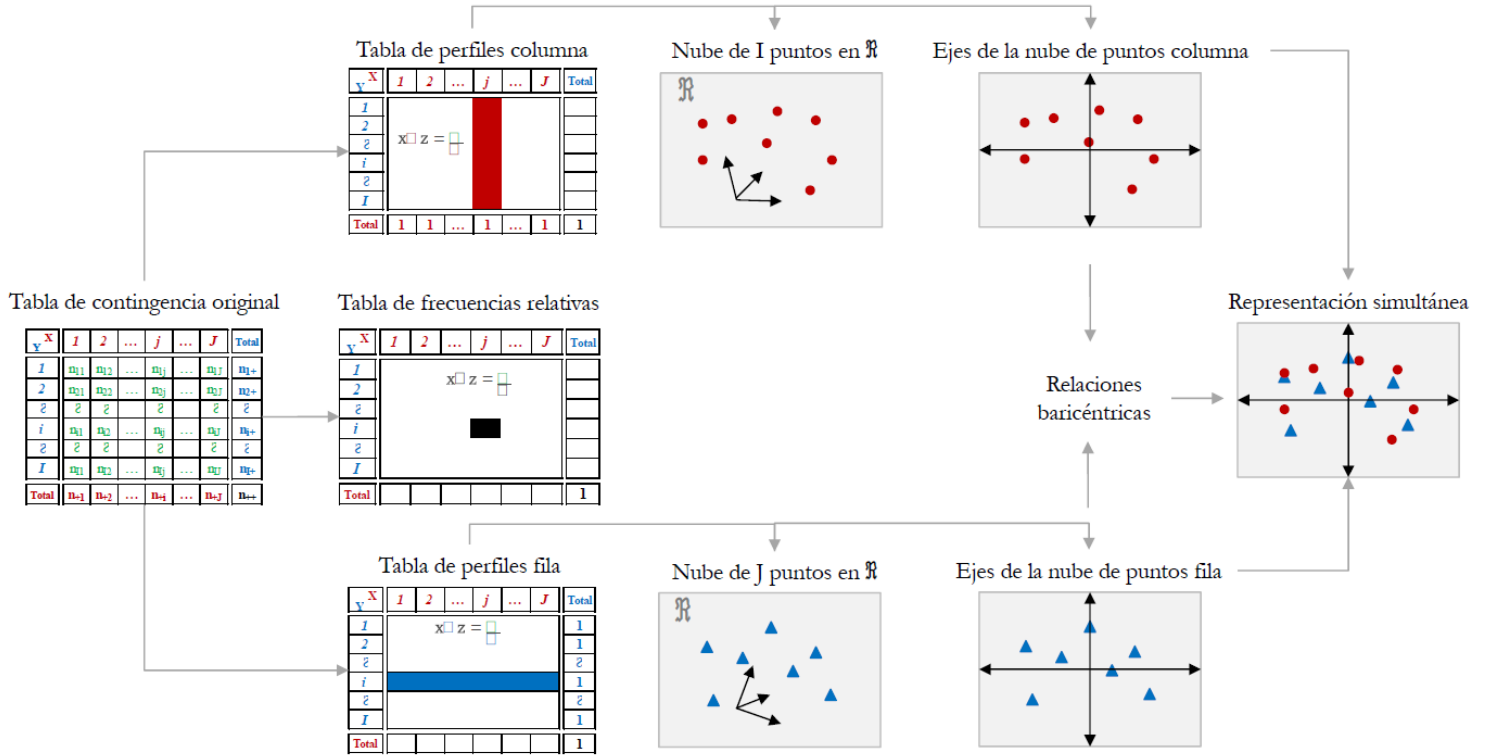 Tabla de perfiles columna
Nube de I puntos en ℜ
Ejes de la nube de puntos columna
Y X 1 2 ... j ... J Total
1
2
i
I
x z =
Total 1 1 ... 1 ... 1 1
ℜ
Tabla de contingencia original
Y X 1 2 ... j ... J Total
1 n11 n12 ... n1j ... n1J n1+
2 n21 n22 ... n2j ... n2J n2+
i ni1 ni2 ... nij ... niJ ni+
I nI1 nI2 ... nIj ... nIJ nI+
Total n+1 n+2 ... n+j ... n+J n++
Tabla de frecuencias relativas
Y X 1 2 ... j ... J Total
1
2
i
I
x z =
Total 1
Relaciones
baricéntricas
Representación simultánea
Tabla de perfiles fila
Nube de J puntos en ℜ
Ejes de la nube de puntos fila
Y X 1 2 ... j ... J Total
1 1
2 1
i 1
I 1
x z =
Total 1
ℜ